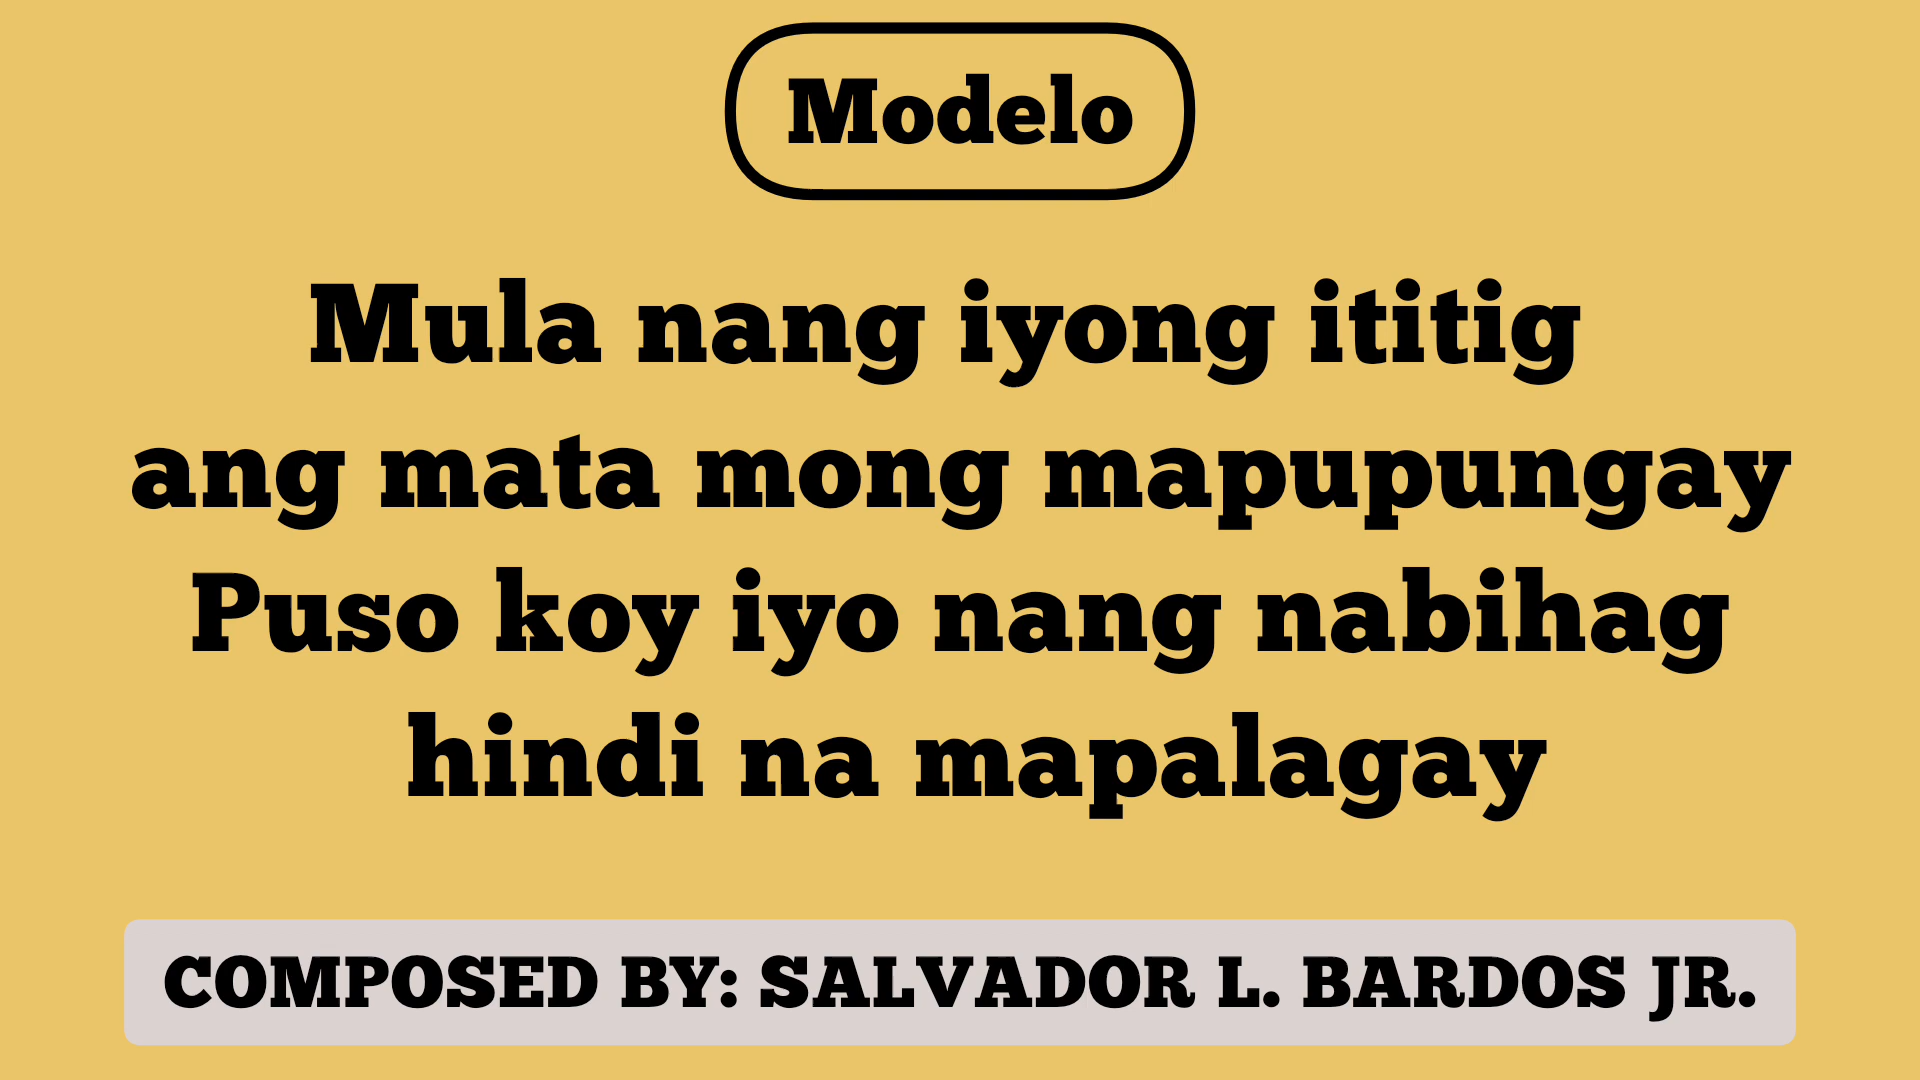 Modelo
Mula nang iyong ititig
ang mata mong mapupungay
Puso koy iyo nang nabihag
hindi na mapalagay
COMPOSED BY: SALVADOR L. BARDOS JR.